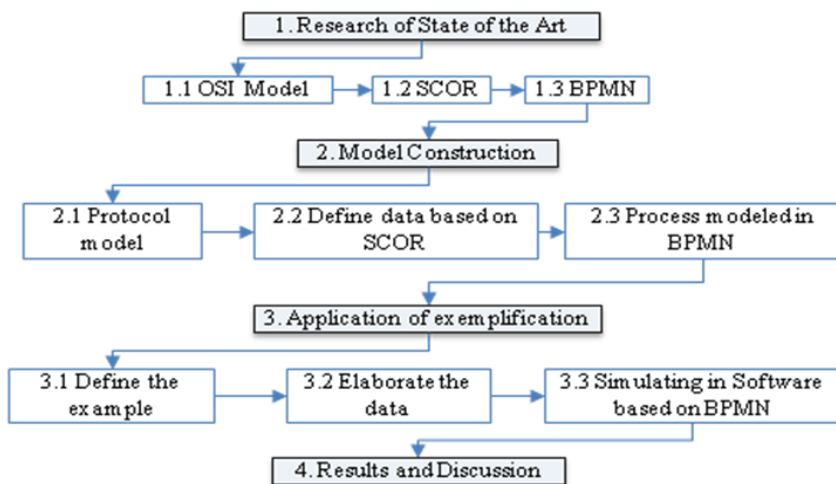 1. Research of State of the Art
1.1 OSI Model
1.2 SCOR
1.3 BPMN
2. Model Construction
2.1 Protocol
model
2.2 Define data based on
SCOR
2.3 Process modeled in
BPMN
3. Application of exemplification
3.1 Define the
example
3.2 Elaborate the
data
3.3 Simulating in Software
based on BPMN
4. Results and Discussion